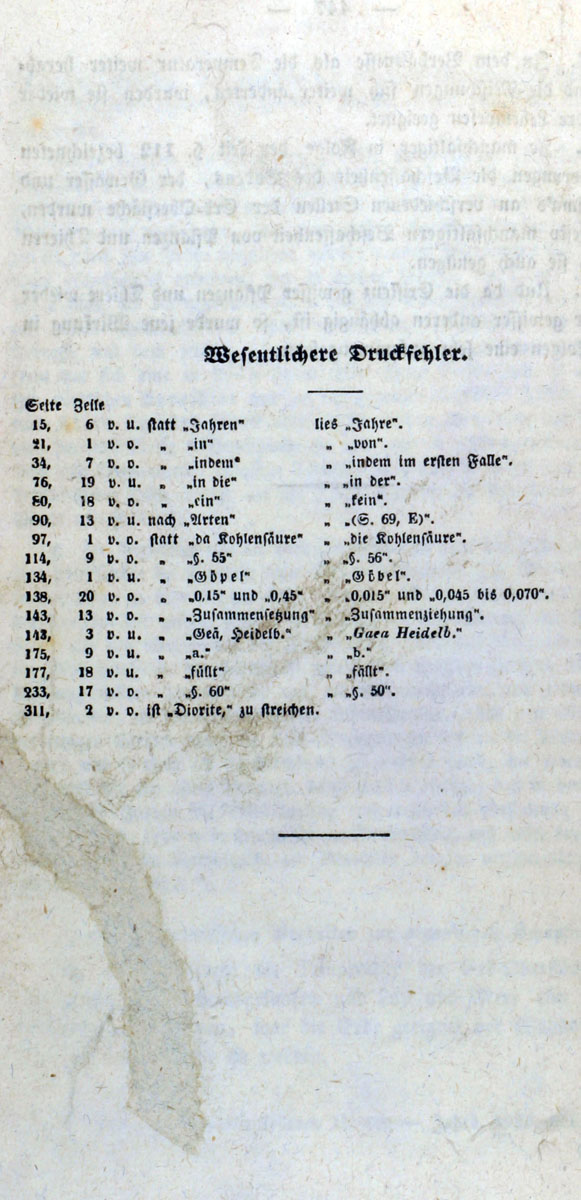 Wesentlichere Druckfehler.
Seite Zeile
15, 6 v. u. statt „Jahren“ lies „Jahre“.
21, 1 v. o. „ „in“ „ „von“.
34, 7 v. o. „ „indem“ „ „indem im ersten Falle“.
76, 19 v. u. „ „in die“ „ „in der“.
80, 18 v. o. „ „ein“ „ „kein“.
90, 13 v. u. nach „Arten“ „ „(S. 69, E)“.
97, 1 v. o. statt „da Kohlensäure“ „ „die Kohlensäure“.
114, 9 v. o. „ „§. 55“ „ „§. 56“.
134, 1 v. u. „ „Göpel“ „ „Göbel“.
138, 20 v. o. „ „0,15“ und „0,45“ „ „0,015“ und „0,045 bis 0,070“.
143, 13 v. o. „ „Zusammensetzung“ „ „Zusammenziehung“.
143, 3 v. u. „ „Geä, Heidelb.“ „ „Gaea Heidelb.“
175, 9 v. u. „ „a.“ „ „b.“
177, 18 v. u. „ „füllt“ „ „fällt“.
233, 17 v. o. „ „§. 60“ „ „§. 50“.
311, 2 v. o. ist „Diorite,“ zu streichen.